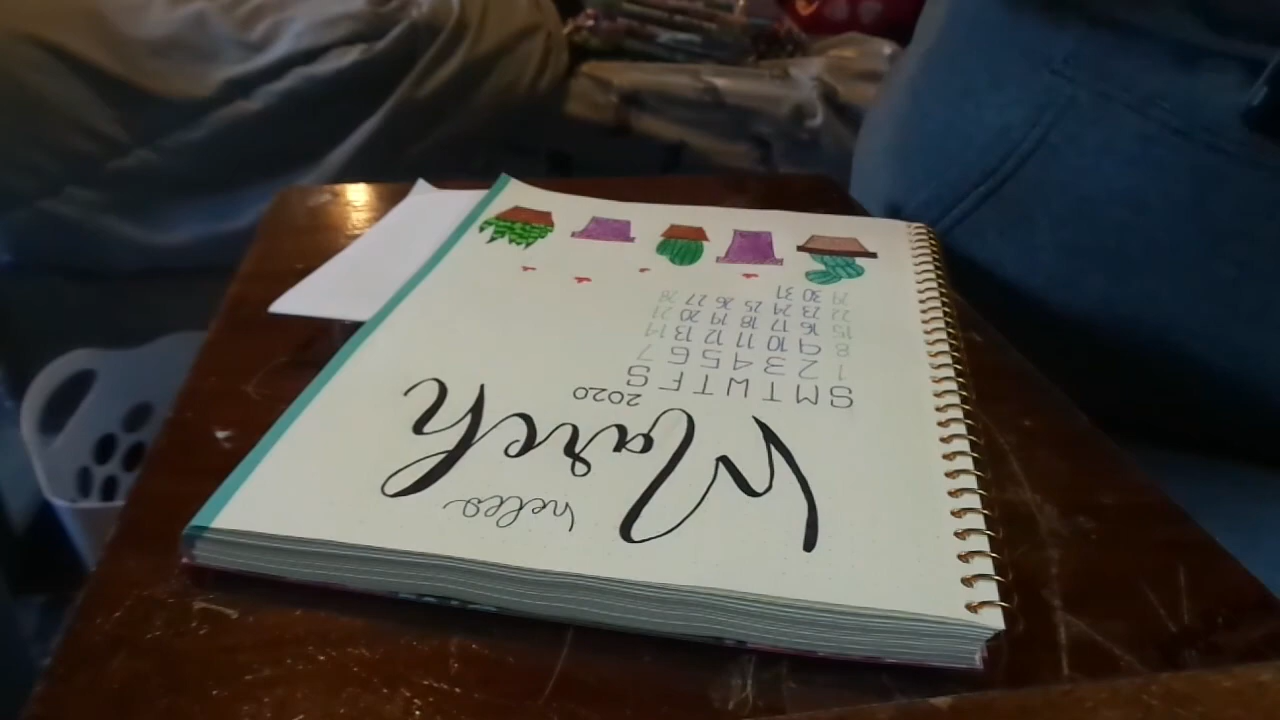 hello
March
2020
S M T W T F S
1 2 3 4 5 6 7
8 9 10 11 12 13 14
15 16 17 18 19 20 21
22 23 24 25 26 27 28
29 30 31